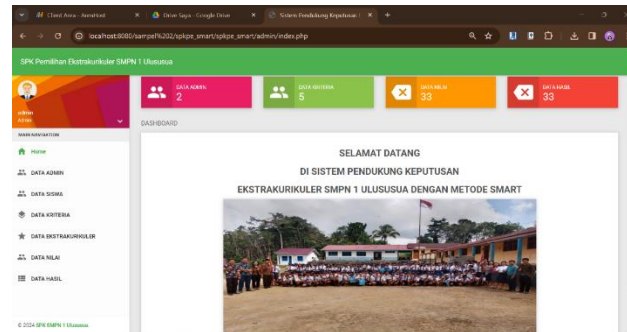 Client Area - ArenHost
Drive Saya - Google Drive
Sistem Pendukung Keputusan
localhost:8080/sampel%202/spkpe_smart/spkpe_smart/admin/index.php
SPK Pemilihan Ekstrakurikuler SMPN 1 Ulususua
admin
ADMIN
MAIN NAVIGATION
Home
DATA ADMIN
DATA SISWA
DATA KRITERIA
DATA EKSTRAKURIKULER
DATA NILAI
DATA HASIL
© 2024 SPK SMPN 1 Ulususua
DATA ADMIN
2
DATA KRITERIA
5
DATA NILAI
33
DATA HASIL
33
DASHBOARD
SELAMAT DATANG
DI SISTEM PENDUKUNG KEPUTUSAN
EKSTRAKURIKULER SMPN 1 ULUSUSUA DENGAN METODE SMART